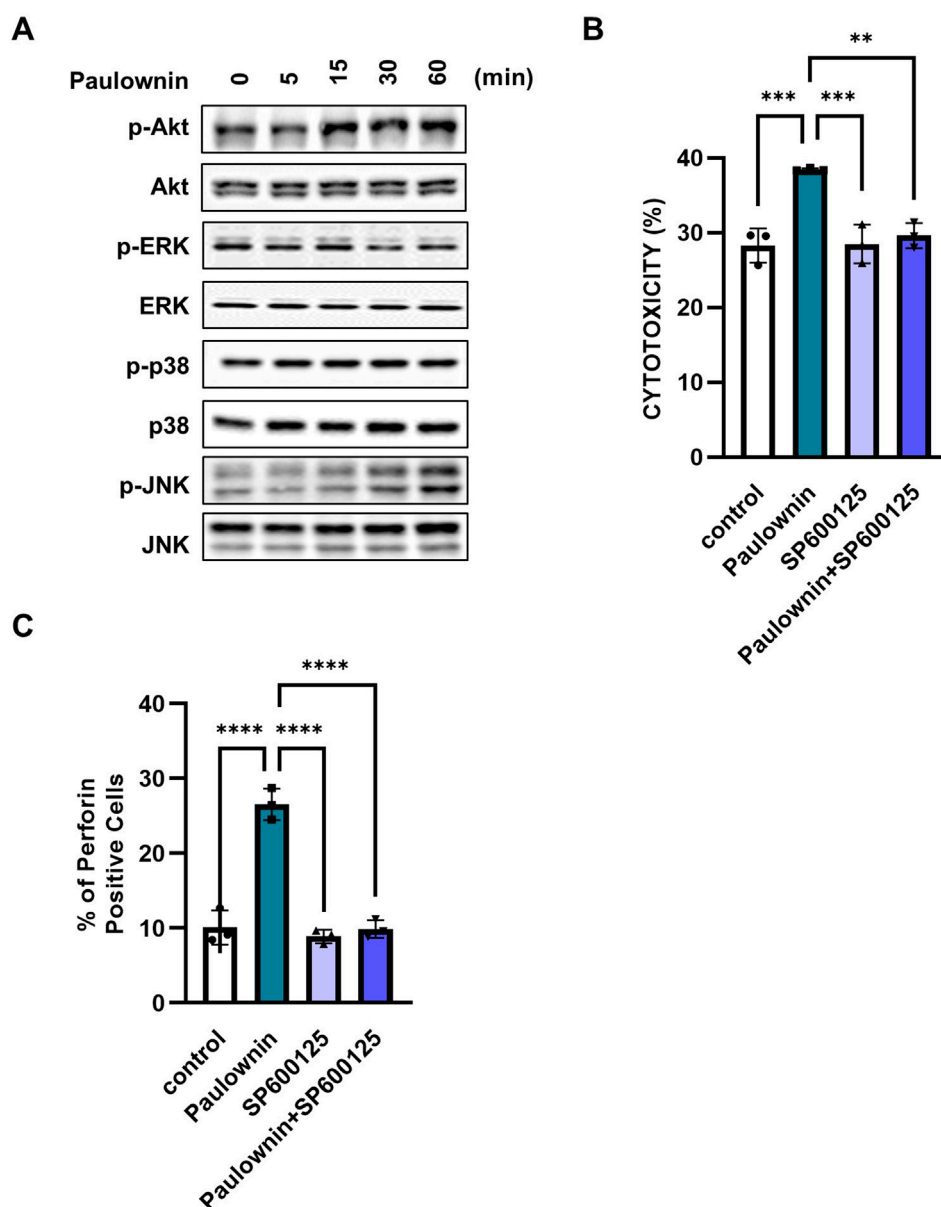 A
Paulownin 0 5 15 30 60 (min)
p-Akt
Akt
p-ERK
ERK
p-p38
p38
p-JNK
JNK
B
**
*** ***
CYTOTOXICITY (%)
40
30
20
10
0
control
Paulownin
SP600125
Paulownin+SP600125
C
****
**** ****
% of Perforin
Positive Cells
40
30
20
10
0
control
Paulownin
SP600125
Paulownin+SP600125